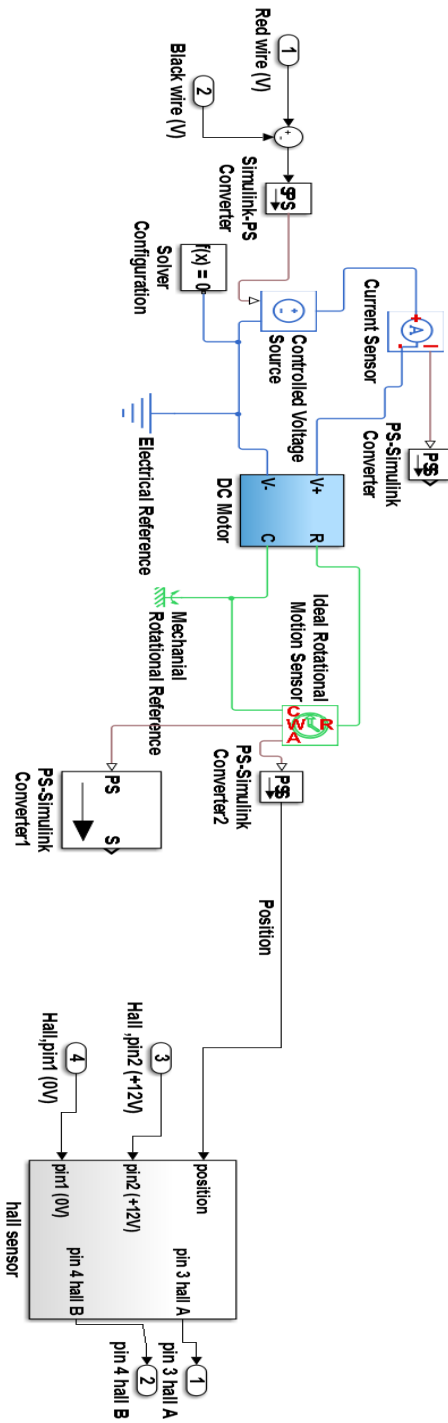 1
Red wire (V)
2
Black wire (V)
+
-
S PS
Simulink-PS
Converter
f(x) = 0
Solver
Configuration
+
-
Controlled Voltage
Source
A
+
-
I
Current Sensor
PS S
PS-Simulink
Converter
Electrical Reference
V+
R
V-
C
DC Motor
Mechanial
Rotational Reference
Ideal Rotational
Motion Sensor
C
W
A
R
PS S
PS-Simulink
Converter2
PS
S
PS-Simulink
Converter1
Position
3
Hall ,pin2 (+12V)
4
Hall,pin1 (0V)
position
pin2 (+12V)
pin1 (0V)
pin 3 hall A
pin 4 hall B
hall sensor
1
pin 3 hall A
2
pin 4 hall B